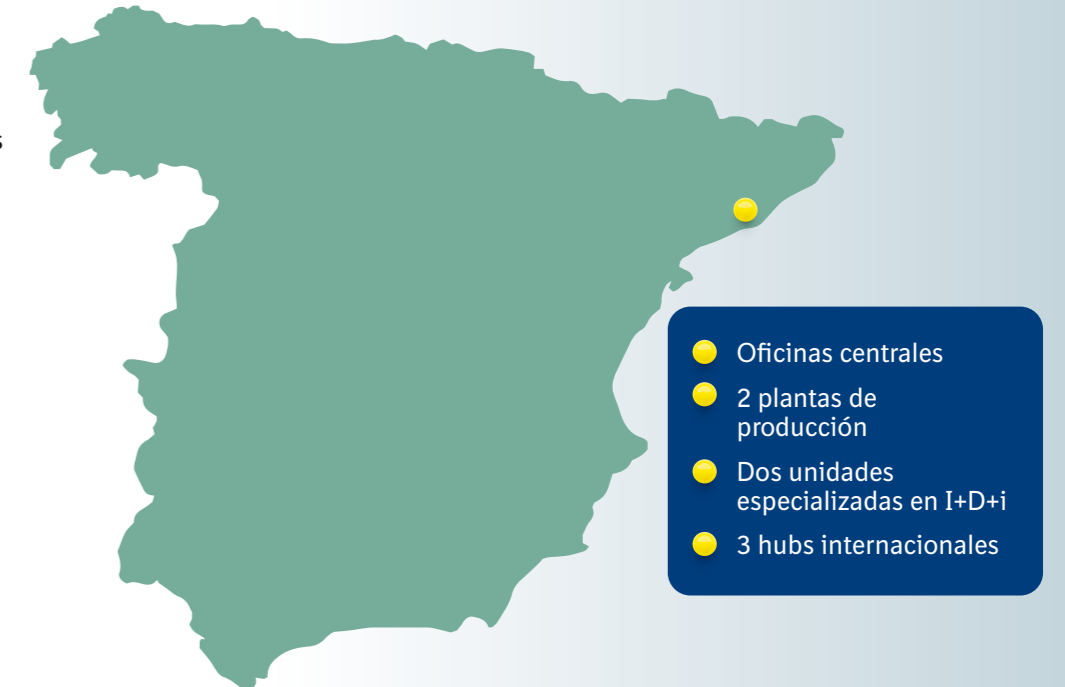 s
Oficinas centrales
2 plantas de
producción
Dos unidades
especializadas en I+D+i
3 hubs internacionales